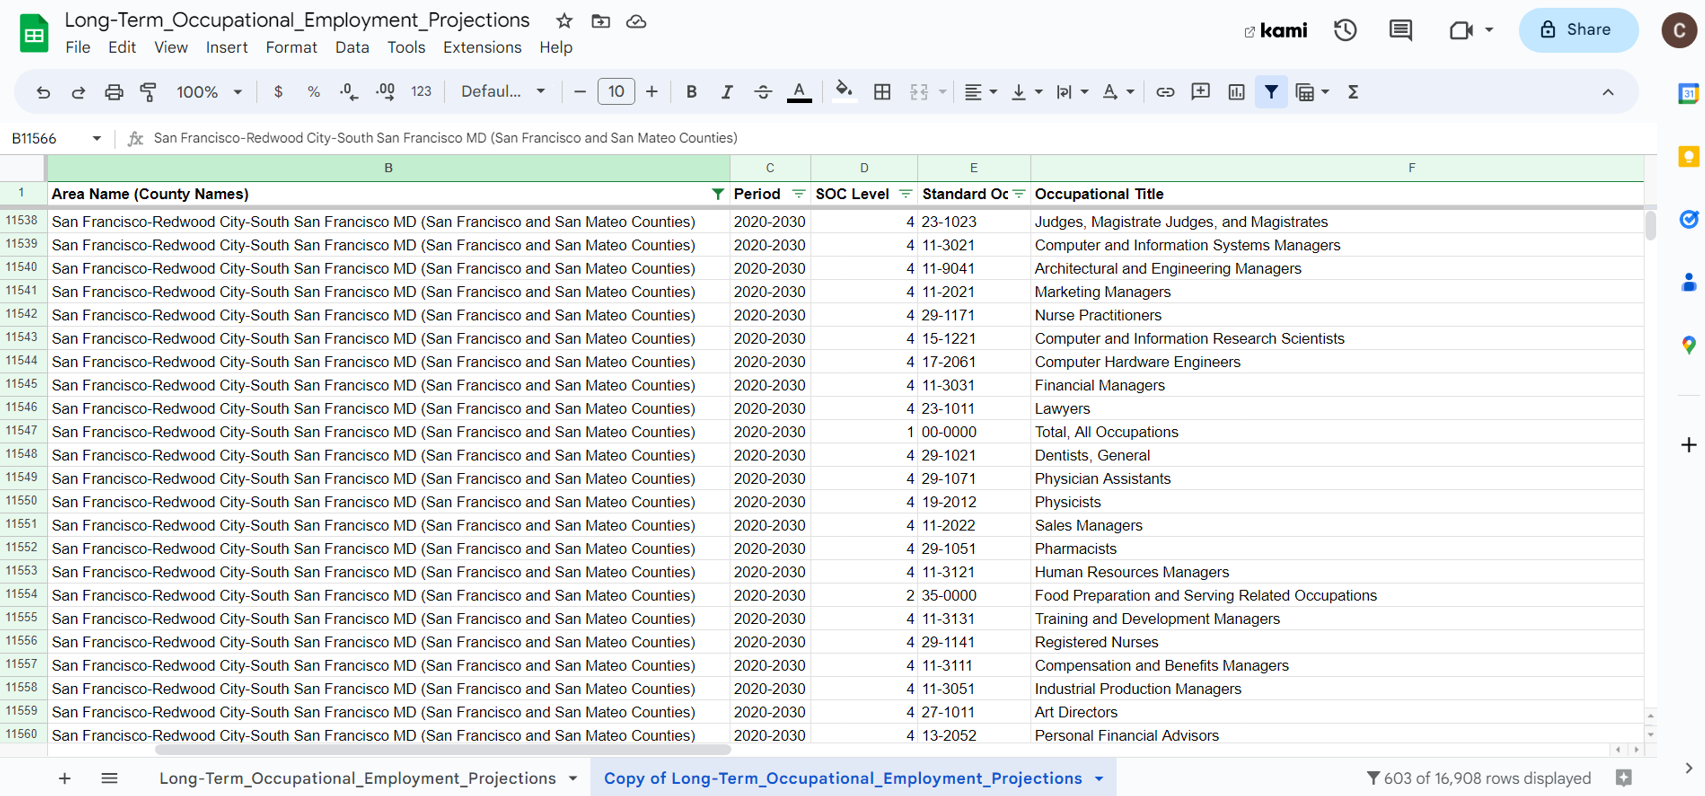 Long-Term_Occupational_Employment_Projections
kami
Share
C
File Edit View Insert Format Data Tools Extensions Help
100% $ % .0 .00 123 Defaul... − 10 + B I A
31
B11566 fx San Francisco-Redwood City-South San Francisco MD (San Francisco and San Mateo Counties)
B C D E F
1 Area Name (County Names) Period SOC Level Standard Oc Occupational Title
11538 San Francisco-Redwood City-South San Francisco MD (San Francisco and San Mateo Counties) 2020-2030 4 23-1023 Judges, Magistrate Judges, and Magistrates
11539 San Francisco-Redwood City-South San Francisco MD (San Francisco and San Mateo Counties) 2020-2030 4 11-3021 Computer and Information Systems Managers
11540 San Francisco-Redwood City-South San Francisco MD (San Francisco and San Mateo Counties) 2020-2030 4 11-9041 Architectural and Engineering Managers
11541 San Francisco-Redwood City-South San Francisco MD (San Francisco and San Mateo Counties) 2020-2030 4 11-2021 Marketing Managers
11542 San Francisco-Redwood City-South San Francisco MD (San Francisco and San Mateo Counties) 2020-2030 4 29-1171 Nurse Practitioners
11543 San Francisco-Redwood City-South San Francisco MD (San Francisco and San Mateo Counties) 2020-2030 4 15-1221 Computer and Information Research Scientists
11544 San Francisco-Redwood City-South San Francisco MD (San Francisco and San Mateo Counties) 2020-2030 4 17-2061 Computer Hardware Engineers
11545 San Francisco-Redwood City-South San Francisco MD (San Francisco and San Mateo Counties) 2020-2030 4 11-3031 Financial Managers
11546 San Francisco-Redwood City-South San Francisco MD (San Francisco and San Mateo Counties) 2020-2030 4 23-1011 Lawyers
11547 San Francisco-Redwood City-South San Francisco MD (San Francisco and San Mateo Counties) 2020-2030 1 00-0000 Total, All Occupations
11548 San Francisco-Redwood City-South San Francisco MD (San Francisco and San Mateo Counties) 2020-2030 4 29-1021 Dentists, General
11549 San Francisco-Redwood City-South San Francisco MD (San Francisco and San Mateo Counties) 2020-2030 4 29-1071 Physician Assistants
11550 San Francisco-Redwood City-South San Francisco MD (San Francisco and San Mateo Counties) 2020-2030 4 19-2012 Physicists
11551 San Francisco-Redwood City-South San Francisco MD (San Francisco and San Mateo Counties) 2020-2030 4 11-2022 Sales Managers
11552 San Francisco-Redwood City-South San Francisco MD (San Francisco and San Mateo Counties) 2020-2030 4 29-1051 Pharmacists
11553 San Francisco-Redwood City-South San Francisco MD (San Francisco and San Mateo Counties) 2020-2030 4 11-3121 Human Resources Managers
11554 San Francisco-Redwood City-South San Francisco MD (San Francisco and San Mateo Counties) 2020-2030 2 35-0000 Food Preparation and Serving Related Occupations
11555 San Francisco-Redwood City-South San Francisco MD (San Francisco and San Mateo Counties) 2020-2030 4 11-3131 Training and Development Managers
11556 San Francisco-Redwood City-South San Francisco MD (San Francisco and San Mateo Counties) 2020-2030 4 29-1141 Registered Nurses
11557 San Francisco-Redwood City-South San Francisco MD (San Francisco and San Mateo Counties) 2020-2030 4 11-3111 Compensation and Benefits Managers
11558 San Francisco-Redwood City-South San Francisco MD (San Francisco and San Mateo Counties) 2020-2030 4 11-3051 Industrial Production Managers
11559 San Francisco-Redwood City-South San Francisco MD (San Francisco and San Mateo Counties) 2020-2030 4 27-1011 Art Directors
11560 San Francisco-Redwood City-South San Francisco MD (San Francisco and San Mateo Counties) 2020-2030 4 13-2052 Personal Financial Advisors
Long-Term_Occupational_Employment_Projections Copy of Long-Term_Occupational_Employment_Projections 603 of 16,908 rows displayed